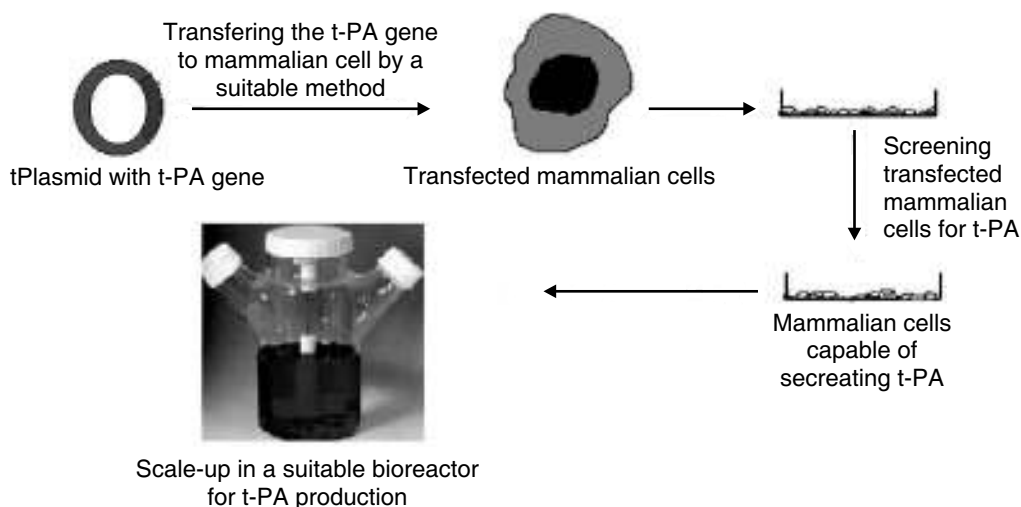 Transfering the t-PA gene
to mammalian cell by a
suitable method
tPlasmid with t-PA gene
Transfected mammalian cells
Screening
transfected
mammalian
cells for t-PA
Mammalian cells
capable of
secreating t-PA
Scale-up in a suitable bioreactor
for t-PA production